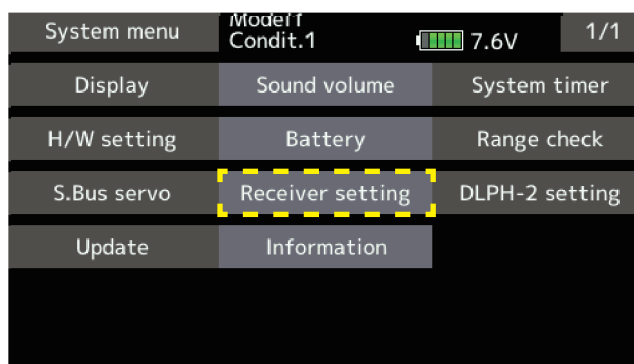 System menu
Condit.1
7.6V
1/1
Display
Sound volume
System timer
H/W setting
Battery
Range check
S.Bus servo
Receiver setting
DLPH-2 setting
Update
Information